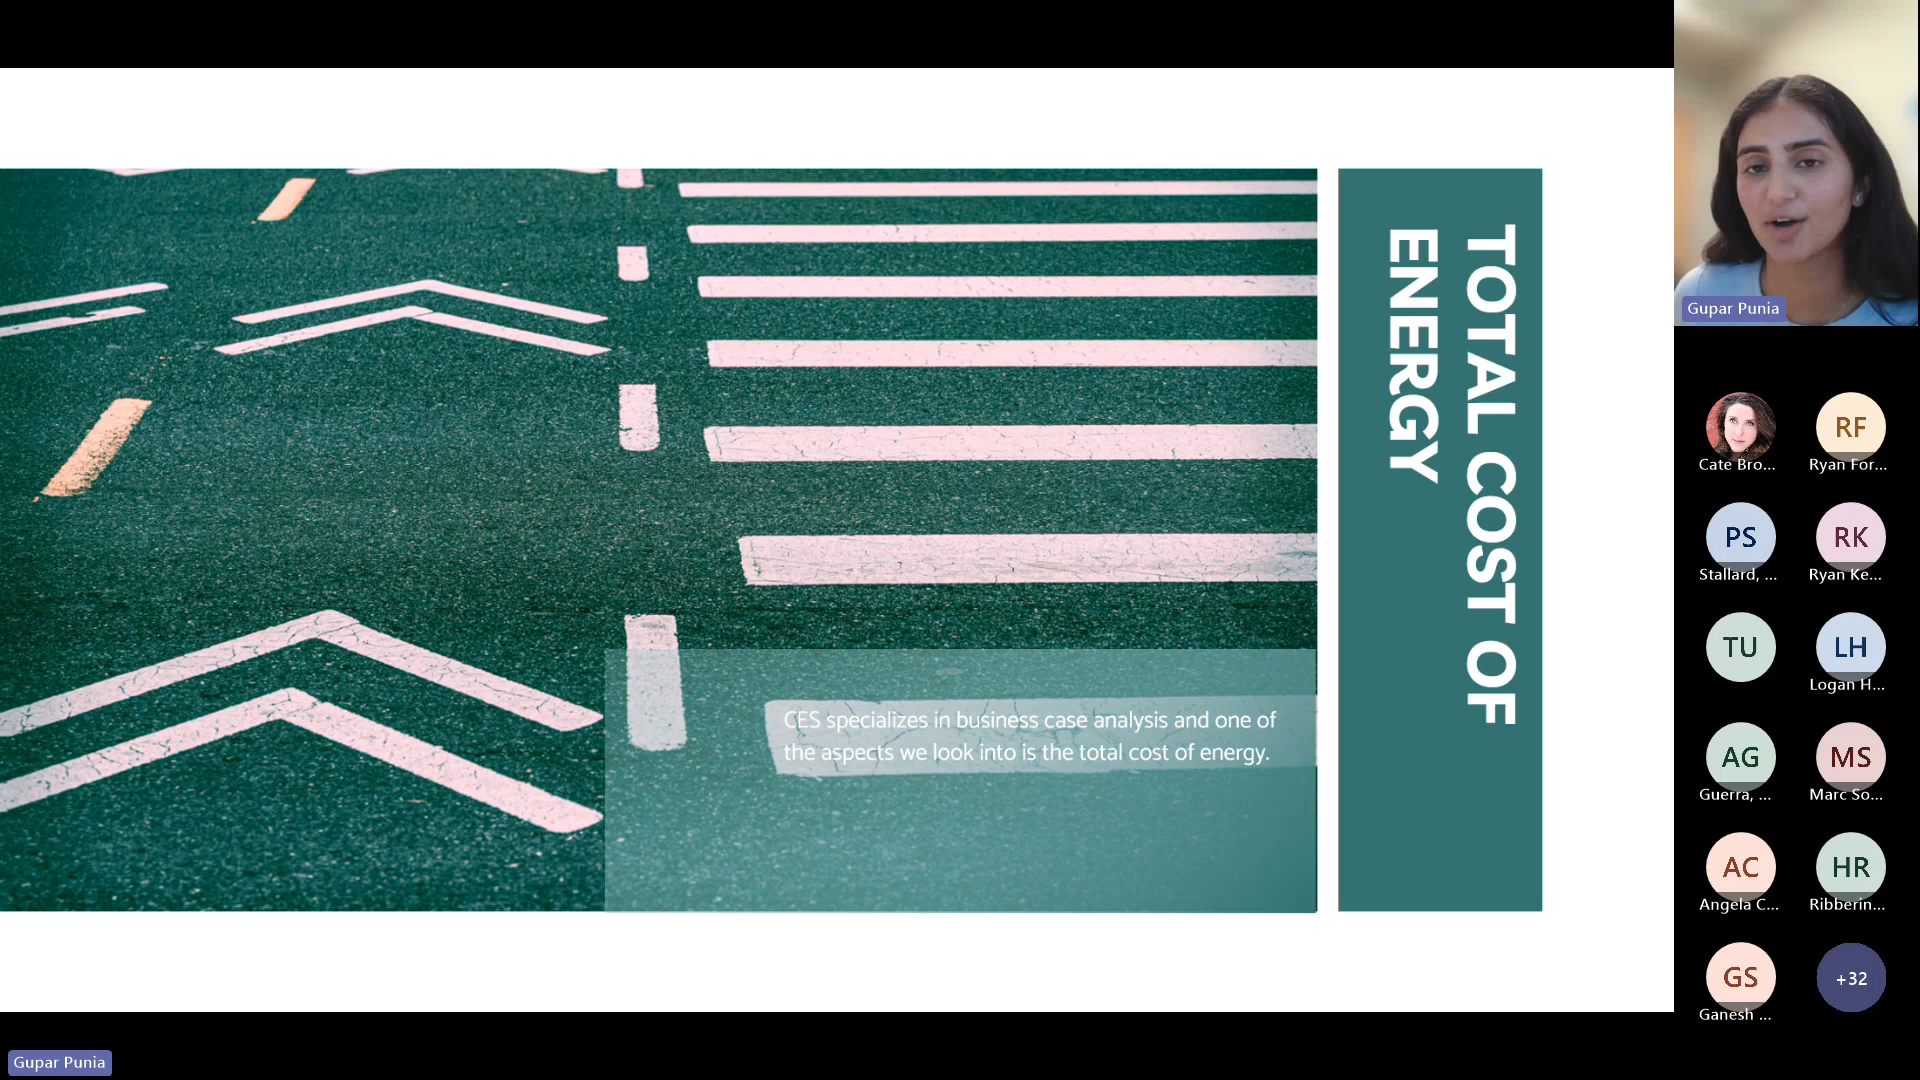 TOTAL COST OF
ENERGY
CES specializes in business case analysis and one of
the aspects we look into is the total cost of energy.
Gupar Punia
Cate Bro...
RF
Ryan For...
PS
Stallard, ...
RK
Ryan Ke...
TU
LH
Logan H...
AG
Guerra, ...
MS
Marc So...
AC
Angela C...
HR
Ribberin...
GS
Ganesh ...
+32
Gupar Punia